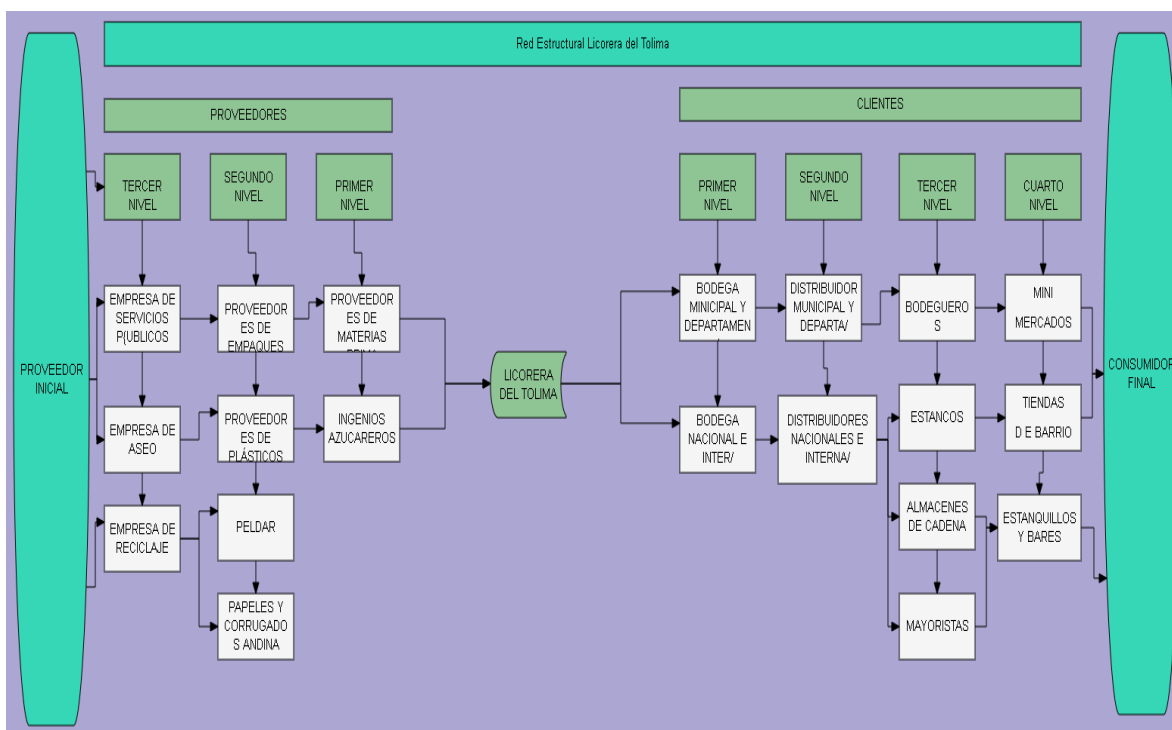 Red Estructural Licorera del Tolima
PROVEEDORES
CLIENTES
TERCER
NIVEL
SEGUNDO
NIVEL
PRIMER
NIVEL
PRIMER
NIVEL
SEGUNDO
NIVEL
TERCER
NIVEL
CUARTO
NIVEL
PROVEEDOR
INICIAL
EMPRESA DE
SERVICIOS
P(UBLICOS
PROVEEDOR
ES DE
EMPAQUES
PROVEEDOR
ES DE
MATERIAS
EMPRESA DE
ASEO
PROVEEDOR
ES DE
PLÁSTICOS
INGENIOS
AZUCAREROS
EMPRESA DE
RECICLAJE
PELDAR
PAPELES Y
CORRUGADO
S ANDINA
LICORERA
DEL TOLIMA
BODEGA
MINICIPAL Y
DEPARTAMEN
DISTRIBUIDOR
MUNICIPAL Y
DEPARTA/
BODEGUERO
S
MINI
MERCADOS
BODEGA
NACIONAL E
INTER/
DISTRIBUIDORES
NACIONALES E
INTERNA/
ESTANCOS
TIENDAS
D E BARRIO
ALMACENES
DE CADENA
ESTANQUILLOS
Y BARES
MAYORISTAS
CONSUMIDOR
FINAL